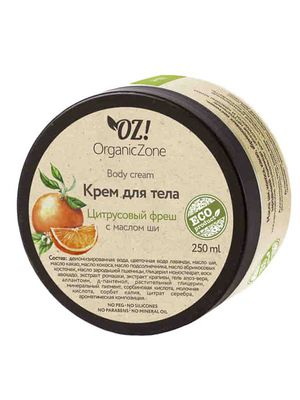 OZ!
OrganicZone
Body cream
Крем для тела
Цитрусовый фреш
с маслом ши
ECO
product
250 ml
Состав: деионизированная вода, цветочная вода лаванды, масло ши,
масло какао, масло кокоса, масло подсолнечника, масло абрикосовых
косточек, масло зародышей пшеницы, глицерил моностеарат, воск
эмульсионный, экстракт ромашки, экстракт крапивы, гель алоэ-вера,
аллантоин, д-пантенол, растительный глицерин,
минеральный пигмент, сорбиновая кислота, молочная
кислота, сорбат калия, цитрат серебра,
ароматическая композиция.
NO PEG · NO SILICONES
NO PARABENS · NO MINERAL OIL